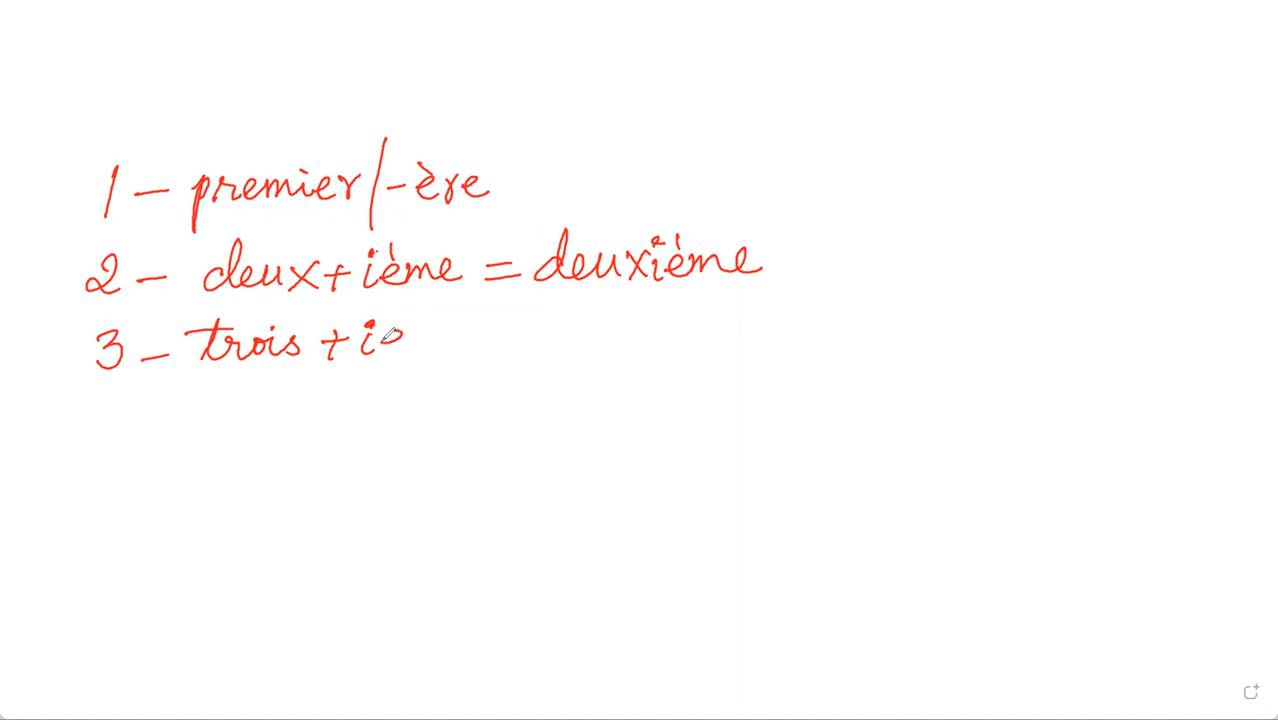 1 – premier/-ère
2 – deux+ième = deuxième
3 – trois + i